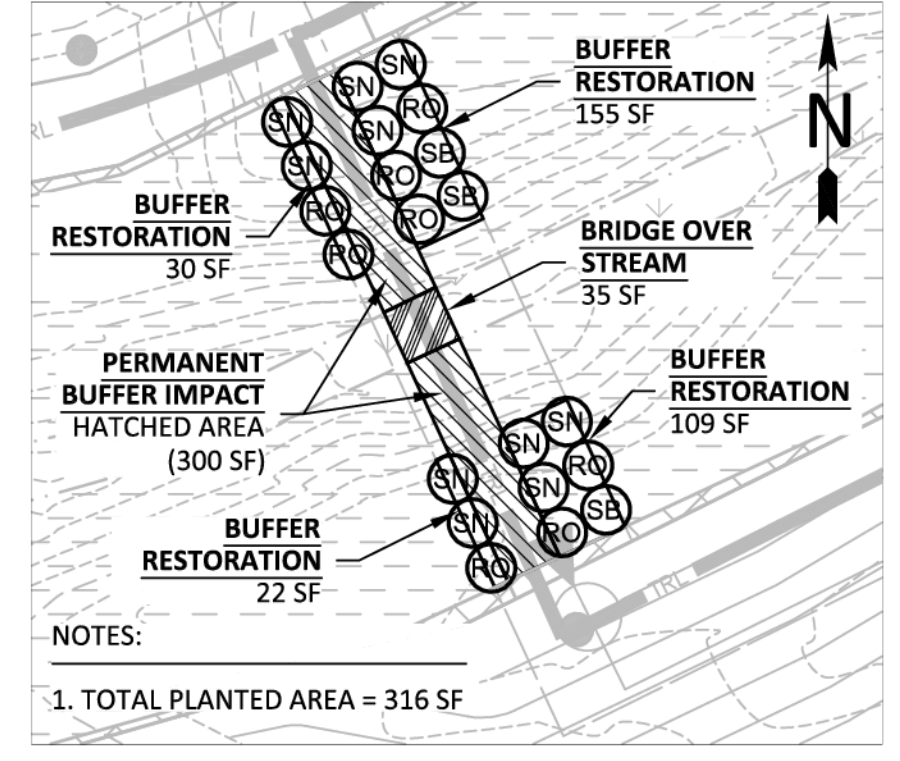 BUFFER
RESTORATION
155 SF
N
BUFFER
RESTORATION
30 SF
BRIDGE OVER
STREAM
35 SF
PERMANENT
BUFFER IMPACT
HATCHED AREA
(300 SF)
BUFFER
RESTORATION
109 SF
BUFFER
RESTORATION
22 SF
SN
SN
RO
SN
SB
RO
SB
RO
SN
SN
RO
RO
SN
SN
RO
SN
SB
RO
SN
SN
RO
RL
TRL
NOTES:
1. TOTAL PLANTED AREA = 316 SF